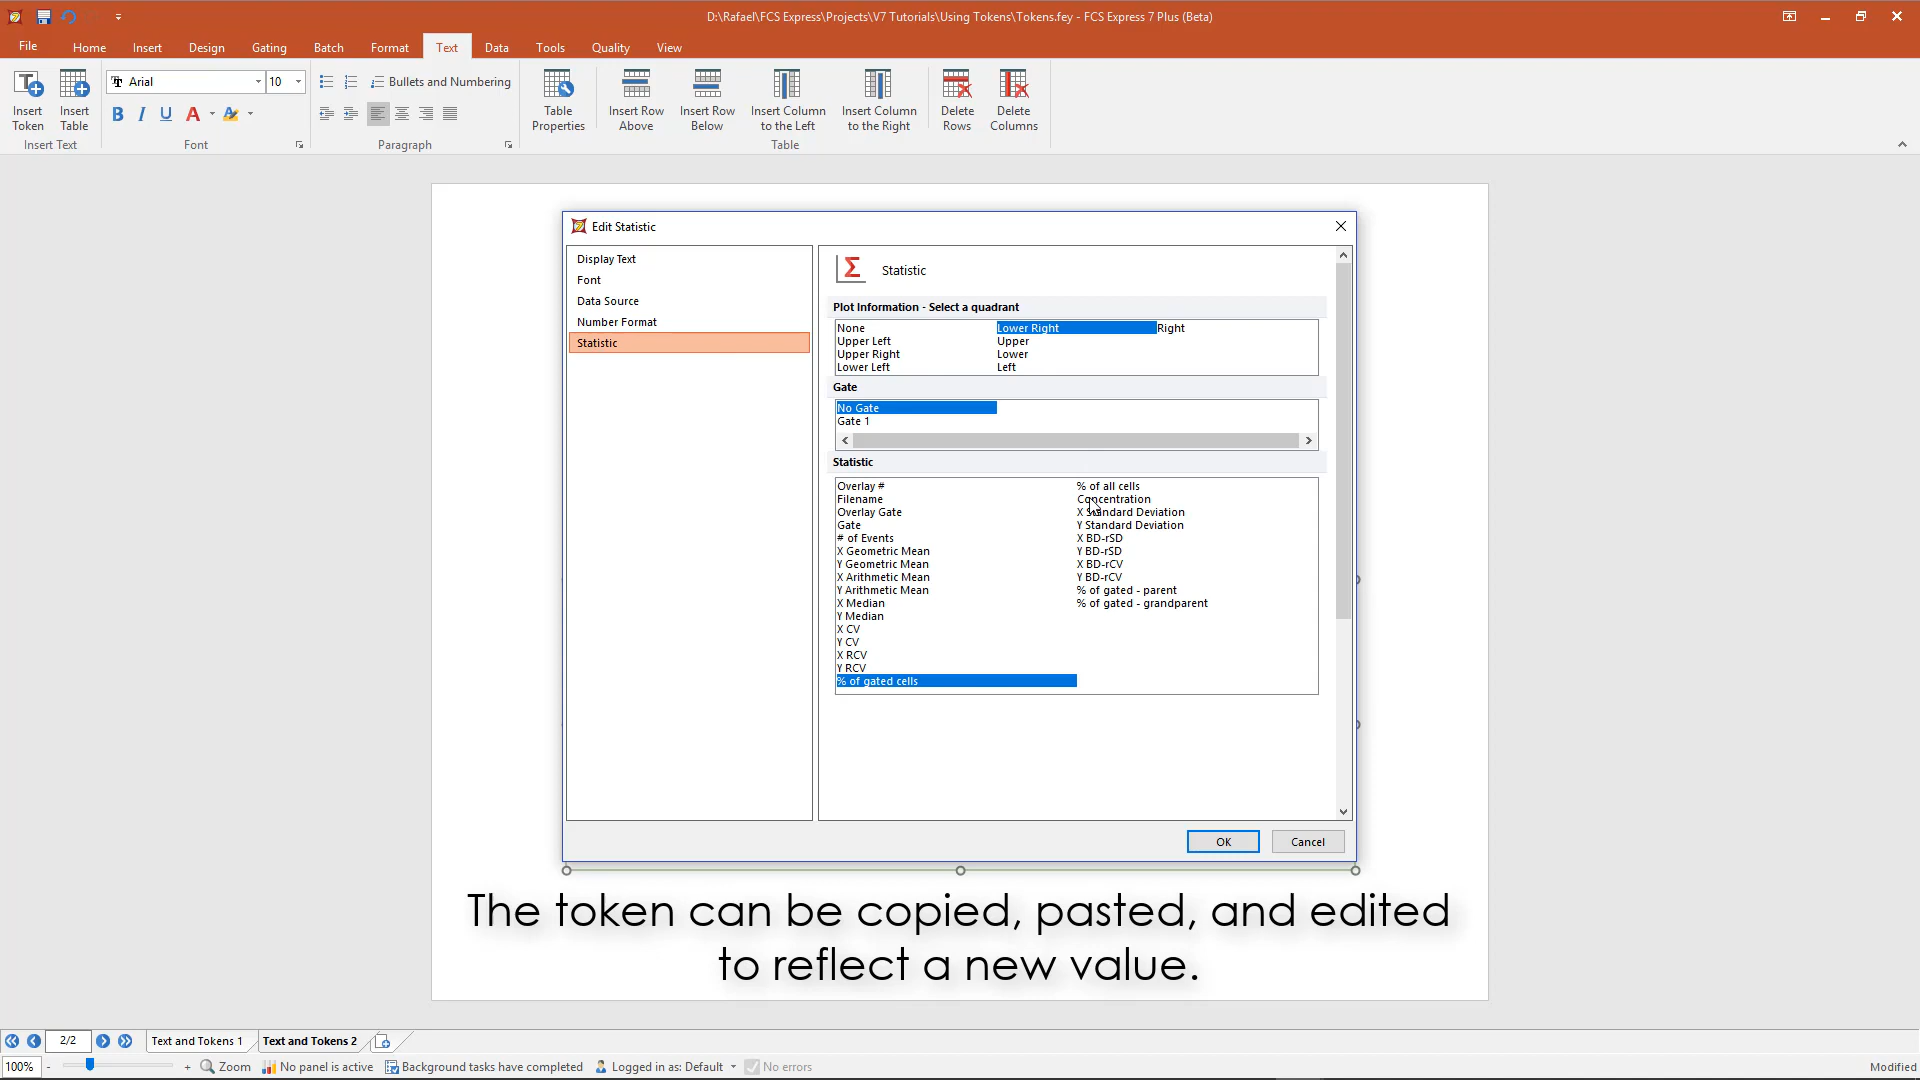 D:\Rafael\FCS Express\Projects\V7 Tutorials\Using Tokens\Tokens.fey - FCS Express 7 Plus (Beta)
File Home Insert Design Gating Batch Format Text Data Tools Quality View
Arial 10 Bullets and Numbering
B I U A
Insert Token
Insert Table
Table Properties
Insert Row Above
Insert Row Below
Insert Column to the Left
Insert Column to the Right
Delete Rows
Delete Columns
Insert Text Font Paragraph Table
Edit Statistic
Display Text
Font
Data Source
Number Format
Statistic
Statistic
Plot Information - Select a quadrant
None Lower Right Right
Upper Left Upper
Upper Right Lower
Lower Left Left
Gate
No Gate
Gate 1
Statistic
Overlay # % of all cells
Filename Concentration
Overlay Gate X Standard Deviation
Gate Y Standard Deviation
# of Events X BD-rSD
X Geometric Mean Y BD-rSD
Y Geometric Mean X BD-rCV
X Arithmetic Mean Y BD-rCV
Y Arithmetic Mean % of gated - parent
X Median % of gated - grandparent
Y Median
X CV
Y CV
X RCV
Y RCV
% of gated cells
OK Cancel
The token can be copied, pasted, and edited
to reflect a new value.
2/2 Text and Tokens 1 Text and Tokens 2
100% - + Zoom No panel is active Background tasks have completed Logged in as: Default No errors Modified